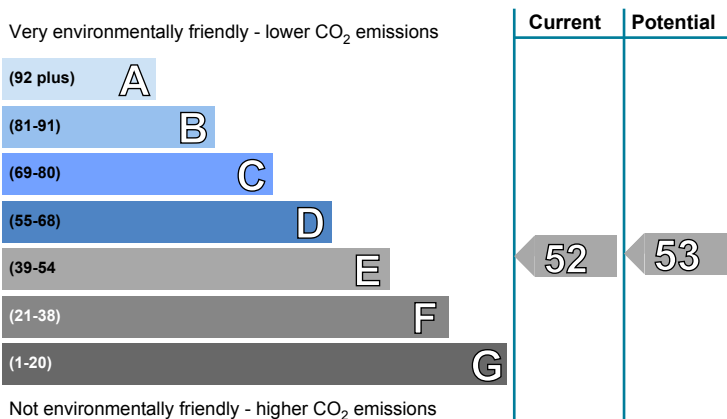 Current Potential
Very environmentally friendly - lower CO2 emissions
(92 plus) A
(81-91) B
(69-80) C
(55-68) D
(39-54 E
52 53
(21-38) F
(1-20) G
Not environmentally friendly - higher CO2 emissions